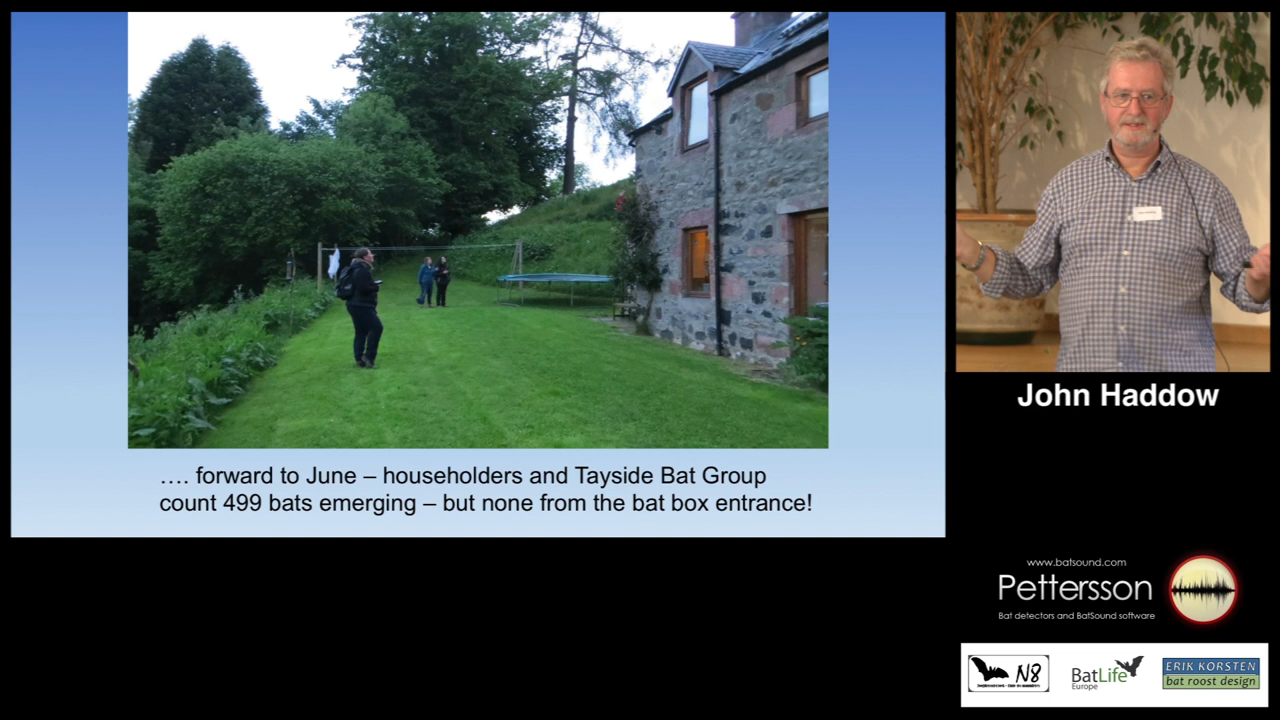 …. forward to June – householders and Tayside Bat Group
count 499 bats emerging – but none from the bat box entrance!
John Haddow
www.batsound.com
Pettersson
Bat detectors and BatSound software
N8
BatLife
Europe
ERIK KORSTEN
bat roost design